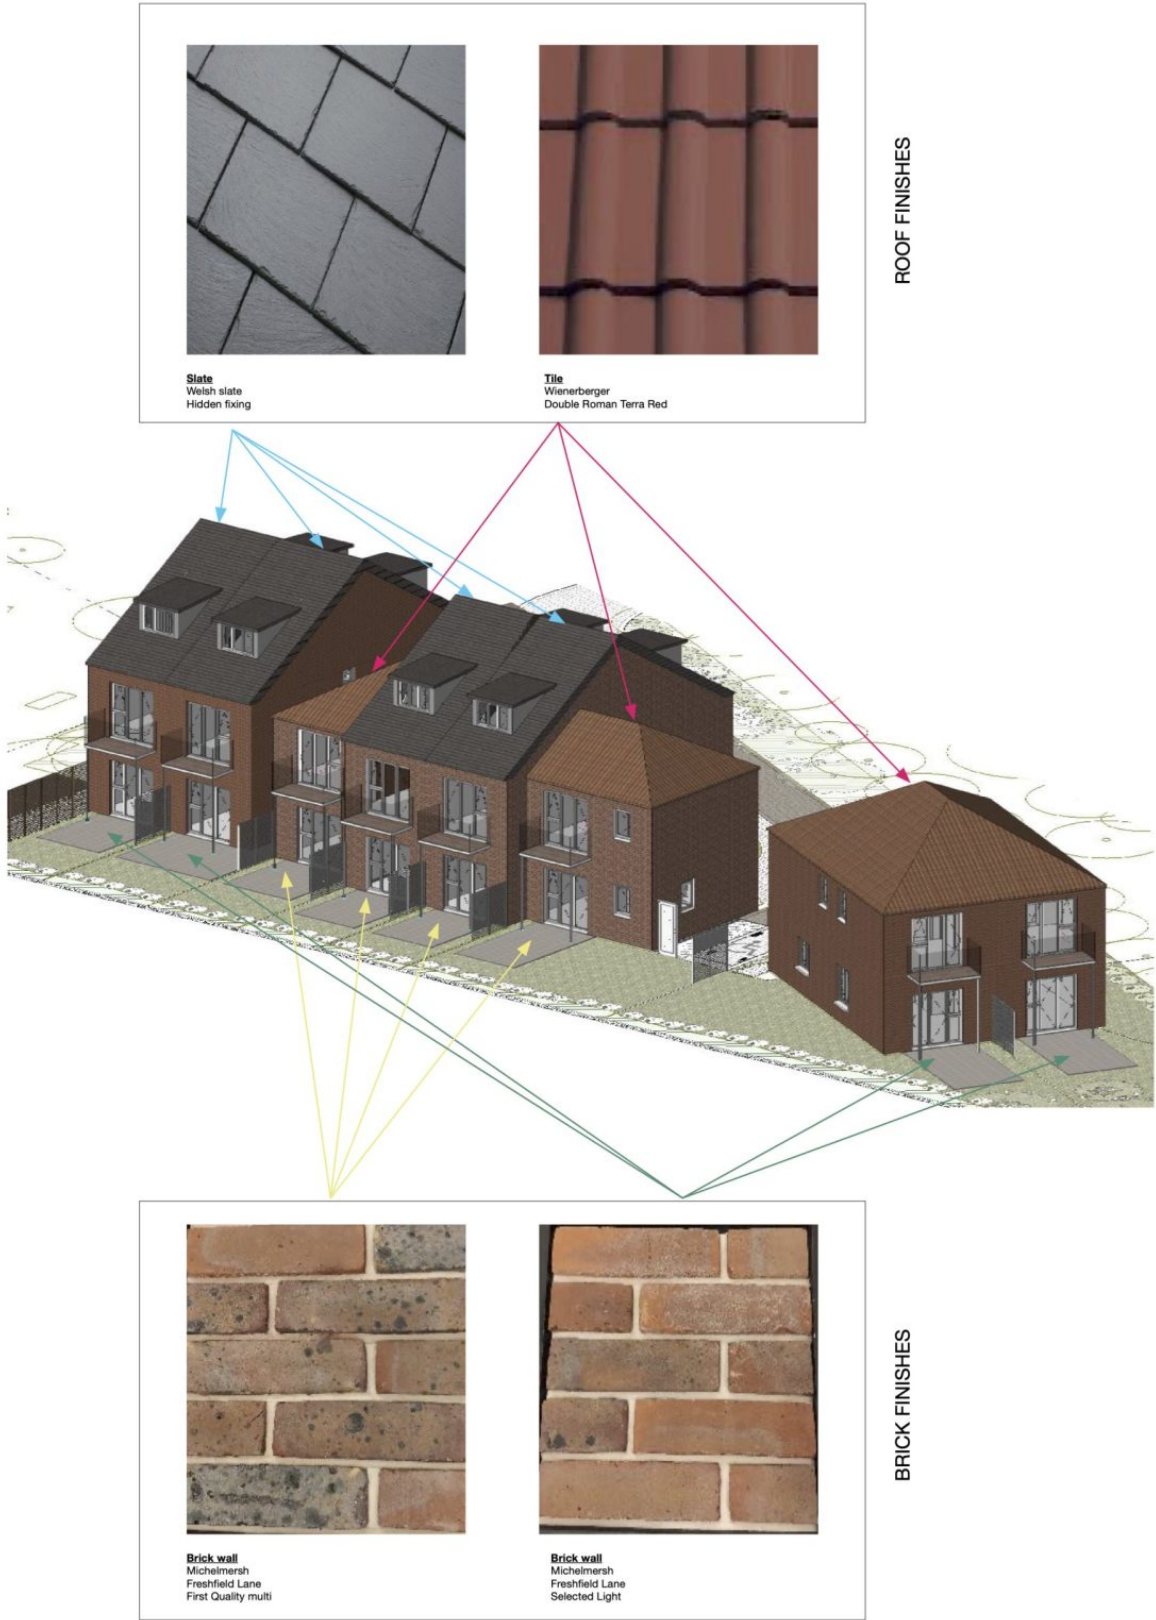 ROOF FINISHES
Slate
Welsh slate
Hidden fixing
Tile
Wienerberger
Double Roman Terra Red
BRICK FINISHES
Brick wall
Michelmersh
Freshfield Lane
First Quality multi
Brick wall
Michelmersh
Freshfield Lane
Selected Light